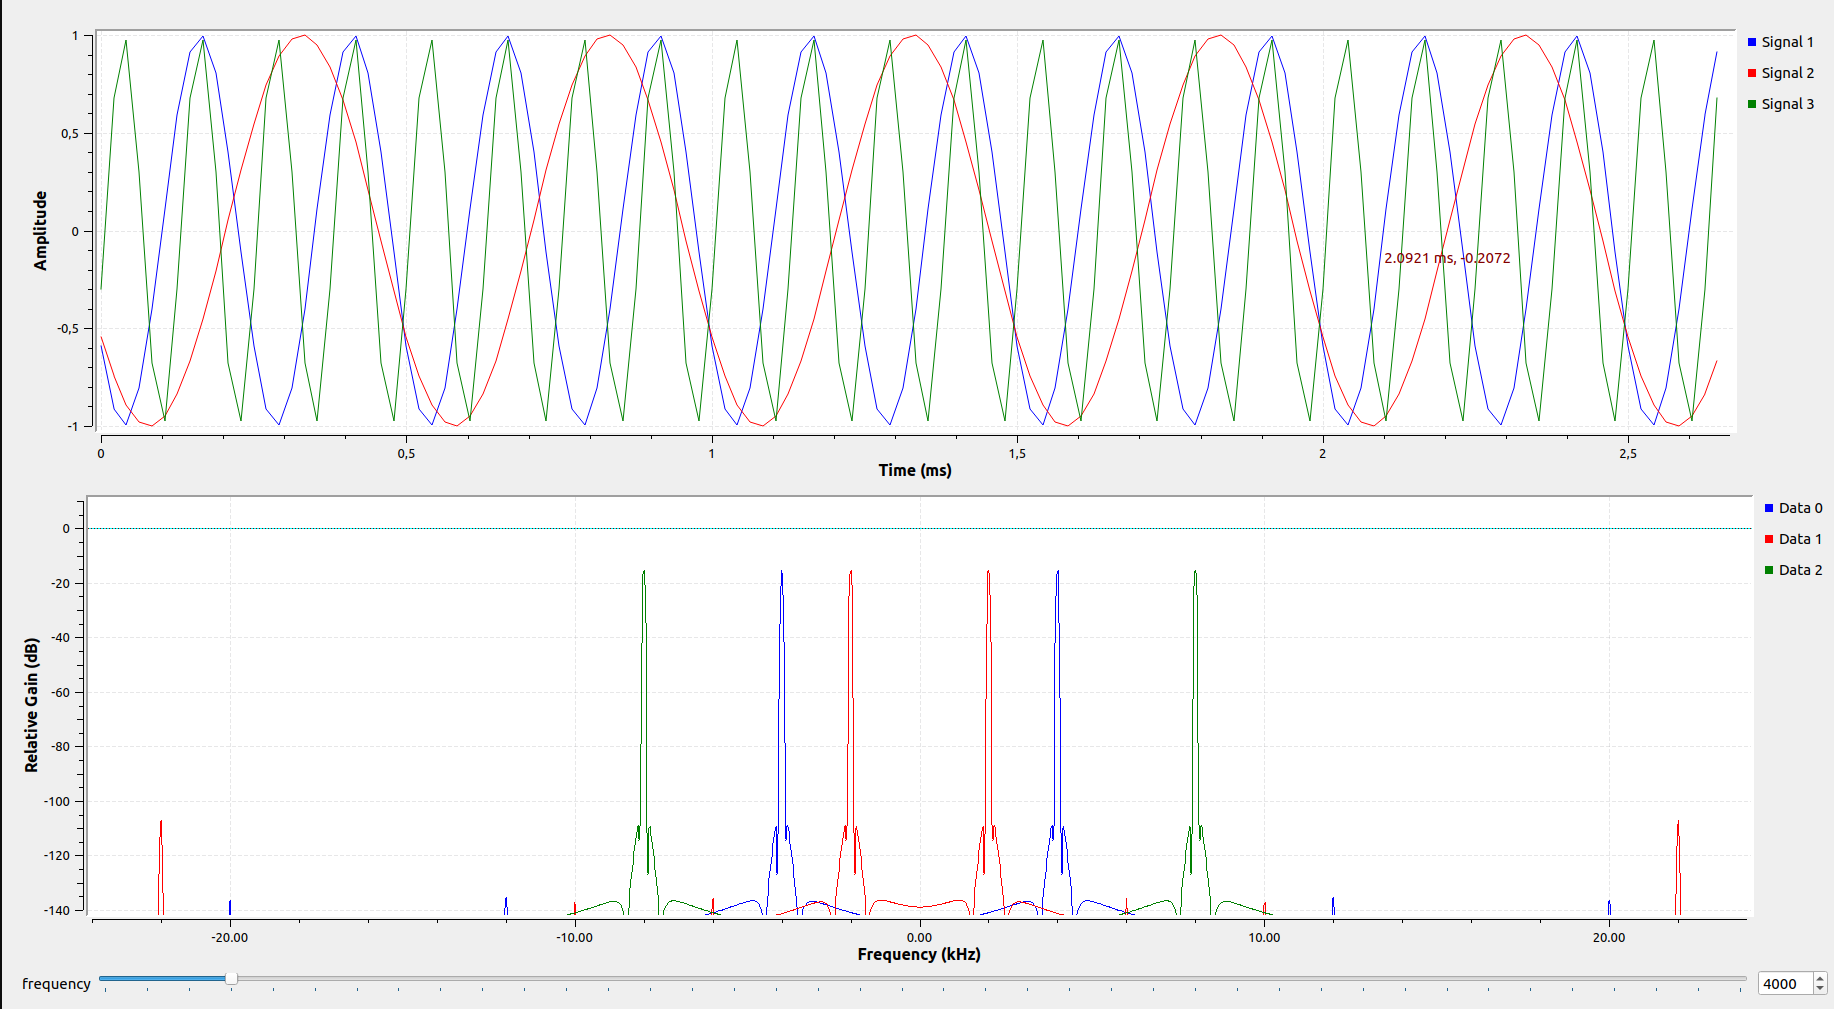 1
0,5
0
-0,5
-1
Amplitude
0
0,5
1
1,5
2
2,5
Time (ms)
Signal 1
Signal 2
Signal 3
2.0921 ms, -0.2072
0
-20
-40
-60
-80
-100
-120
-140
Relative Gain (dB)
-20.00
-10.00
0.00
10.00
20.00
Frequency (kHz)
Data 0
Data 1
Data 2
frequency
4000